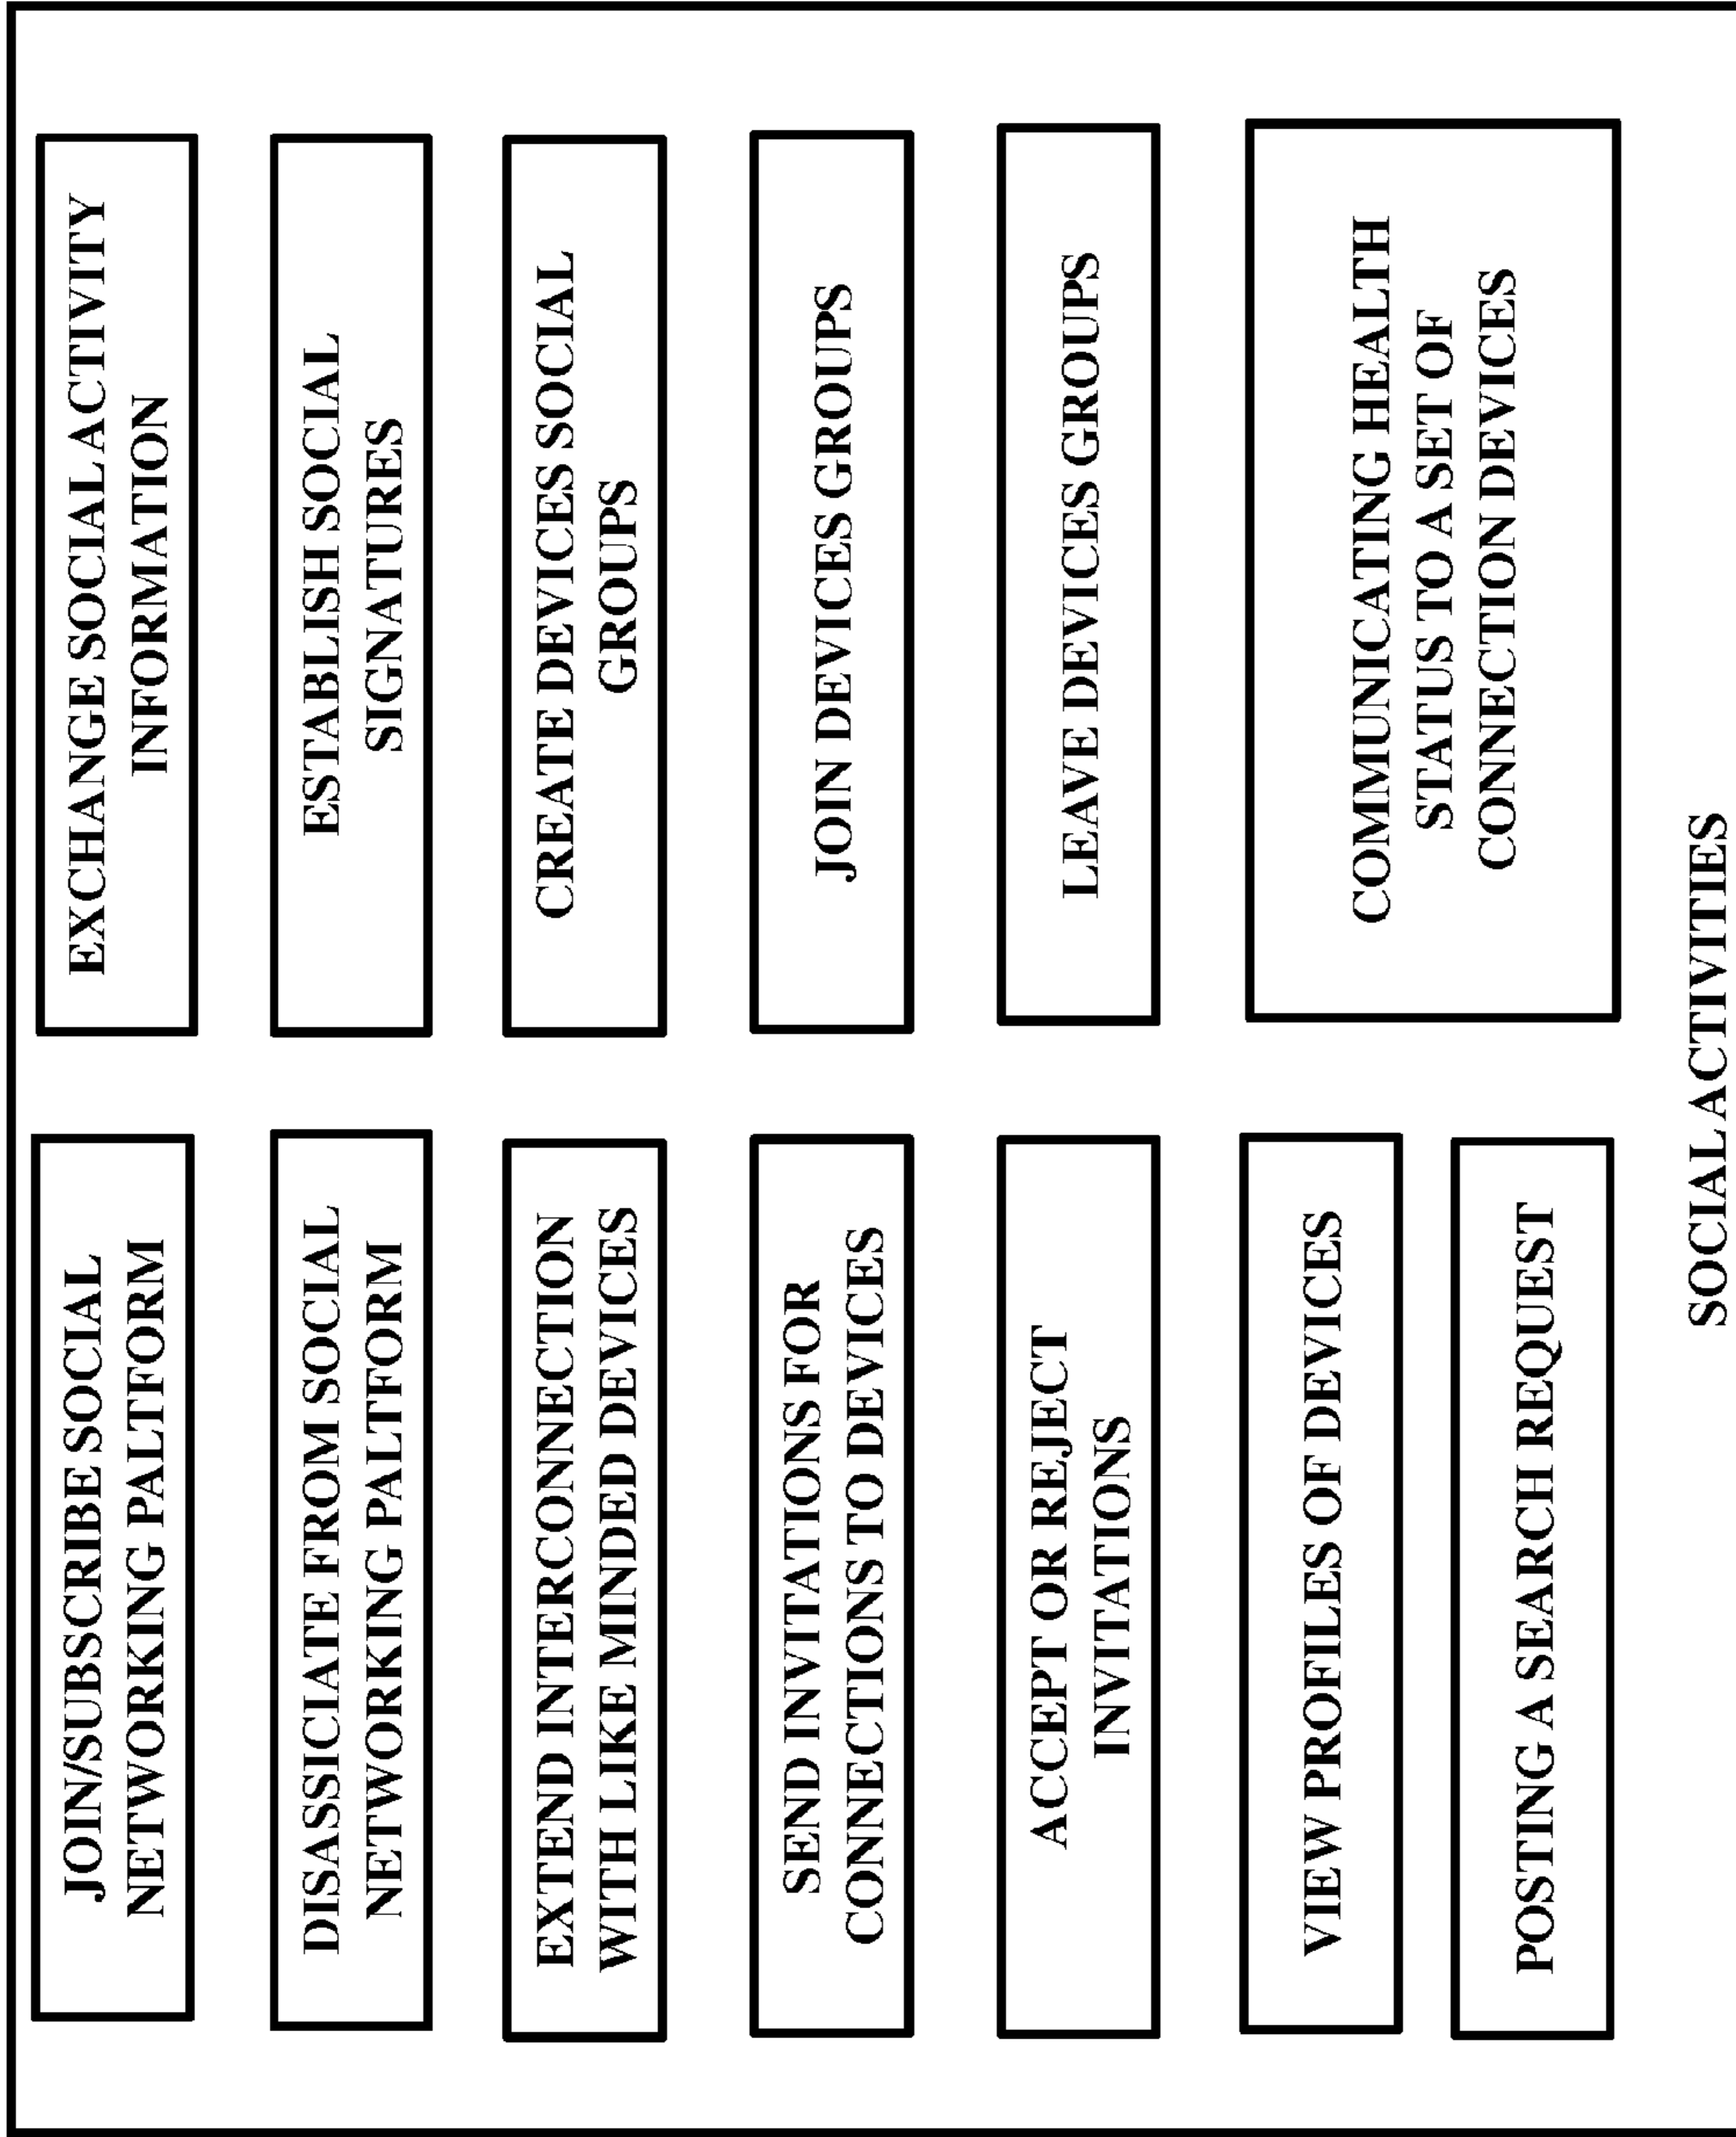 JOIN/SUBSCRIBE SOCIAL
NETWORKING PALTFORM
DISASSICIATE FROM SOCIAL
NETWORKING PALTFORM
EXTEND INTERCONNECTION
WITH LIKE MINDED DEVICES
SEND INVITATIONS FOR
CONNECTIONS TO DEVICES
ACCEPT OR REJECT
INVITATIONS
VIEW PROFILES OF DEVICES
POSTING A SEARCH REQUEST
EXCHANGE SOCIAL ACTIVITY
INFORMATION
ESTABLISH SOCIAL
SIGNATURES
CREATE DEVICES SOCIAL
GROUPS
JOIN DEVICES GROUPS
LEAVE DEVICES GROUPS
COMMUNICATING HEALTH
STATUS TO A SET OF
CONNECTION DEVICES
SOCIAL ACTIVITIES